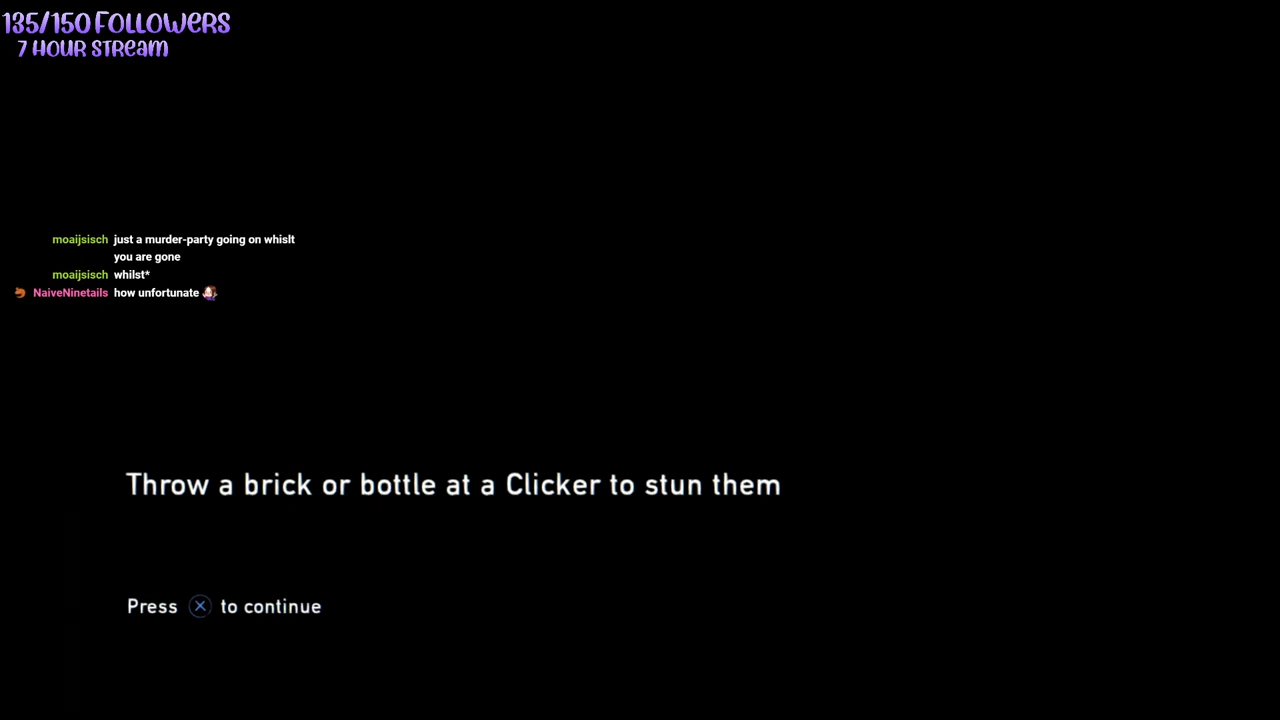 135/150 Followers
7 Hour Stream
moaijsisch just a murder-party going on whislt
you are gone
moaijsisch whilst*
NaiveNinetails how unfortunate
Throw a brick or bottle at a Clicker to stun them
Press to continue